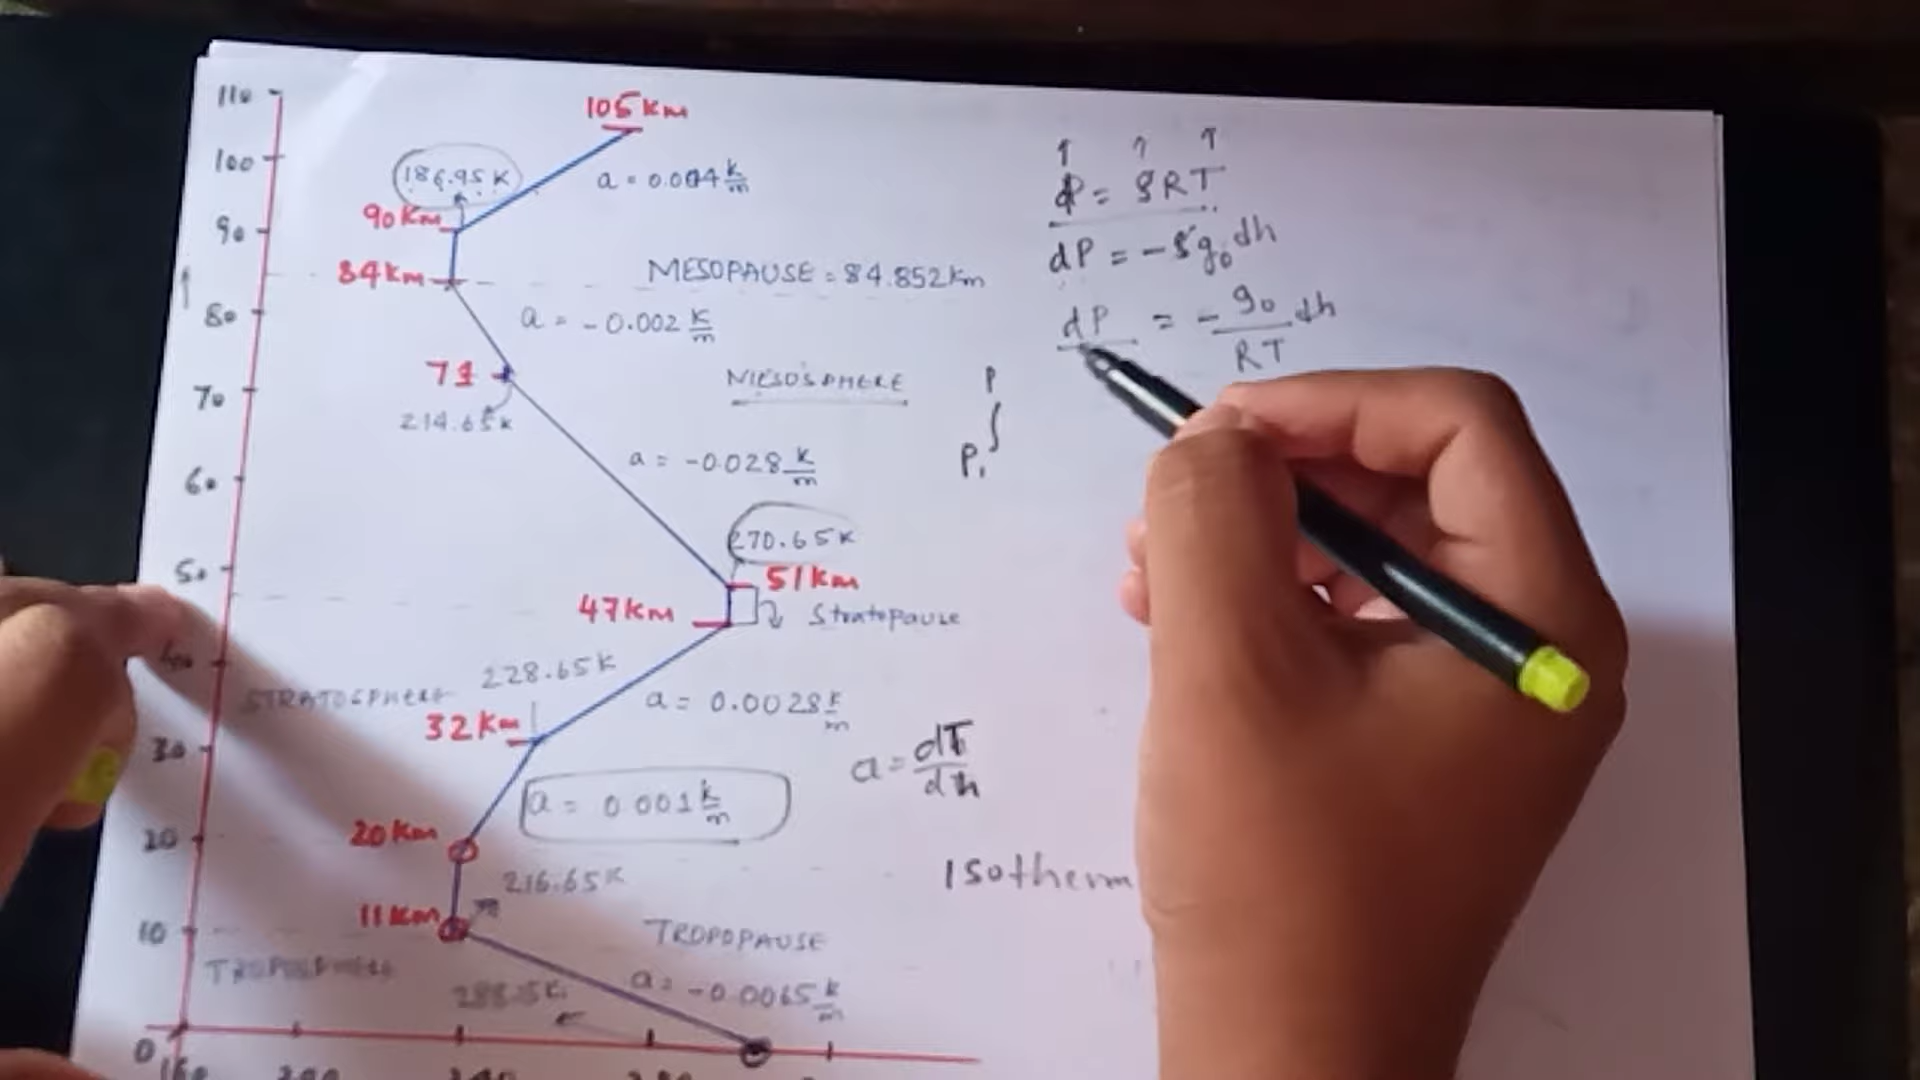 110
105km
100
186.95K
a = 0.004 K/m
P = ρRT
90
90Km
dP = -ρg₀dh
84km
MESOPAUSE = 84.852km
80
a = -0.002 K/m
dP = - g₀/RT dh
71
MESOSPHERE
70
214.65K
P
∫
P₁
a = -0.028 K/m
60
270.65K
50
51km
47km
Stratopause
40
228.65K
STRATOSPHERE
a = 0.0028 K/m
32Km
30
a = dT/dh
a = 0.001 K/m
20
20Km
216.65K
Isotherm
11Km
10
TROPOPAUSE
TROPOSPHERE
a = -0.0065 K/m
0
160